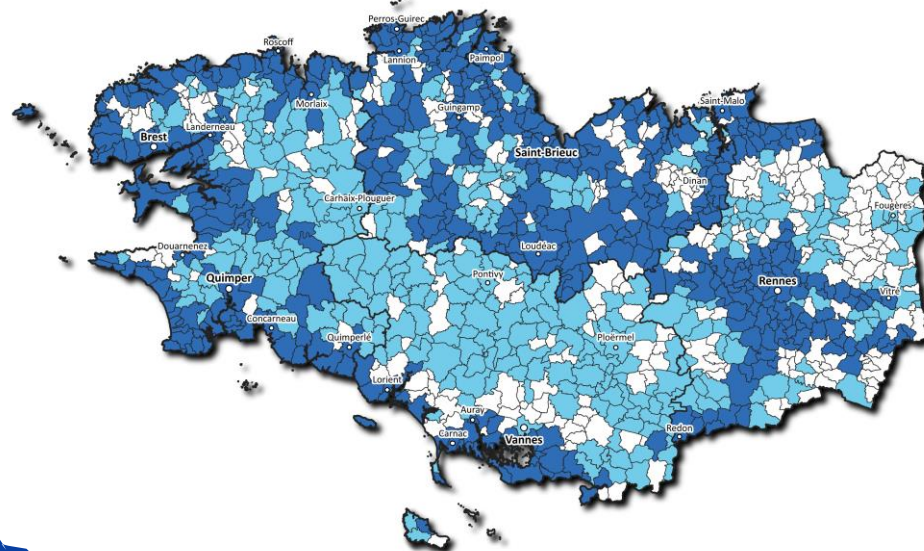 Perros-Guirec
Roscoff
Lannion
Paimpol
Morlaix
Guingamp
Saint-Malo
Landerneau
Brest
Saint-Brieuc
Dinan
Carhaix-Plouguer
Fougères
Douarnenez
Loudéac
Quimper
Pontivy
Rennes
Vitré
Concarneau
Quimperlé
Ploërmel
Lorient
Auray
Carnac
Vannes
Redon